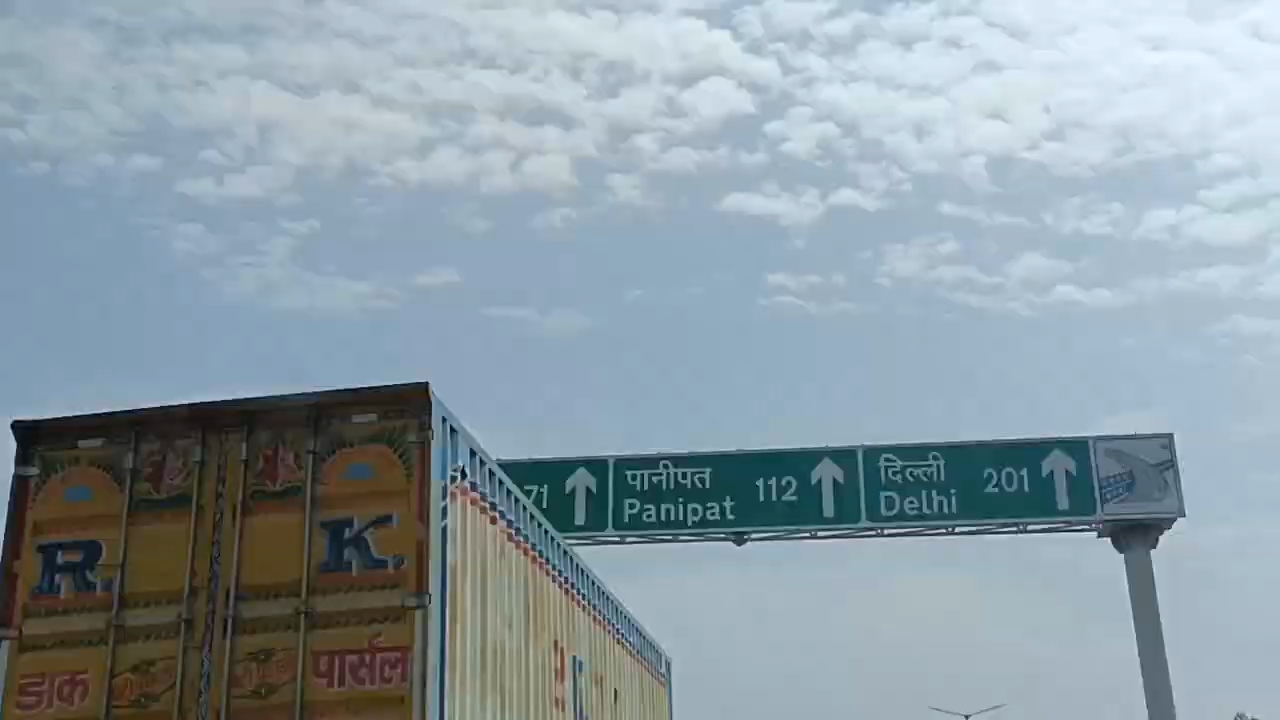 71
पानीपत
Panipat 112
दिल्ली
Delhi 201
R. K.
डाक पार्सल